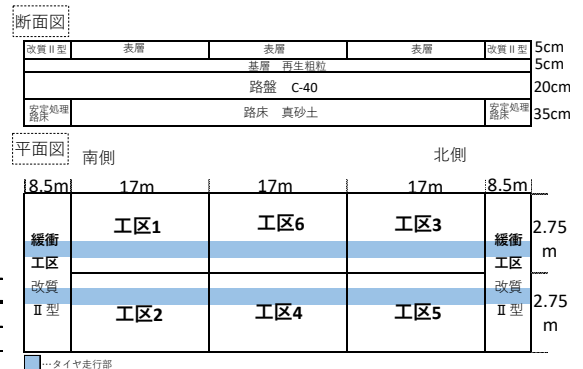 断面図
改質Ⅱ型 表層 表層 表層 改質Ⅱ型 5cm
基層 再生粗粒 5cm
路盤 C-40 20cm
安定処理路床 路床 真砂土 安定処理路床 35cm
平面図 南側 北側
8.5m 17m 17m 17m 8.5m
工区1 工区6 工区3 2.75
緩衝 緩衝 m
工区 工区
改質 改質
Ⅱ型 工区2 工区4 工区5 Ⅱ型 2.75
m
…タイヤ走行部